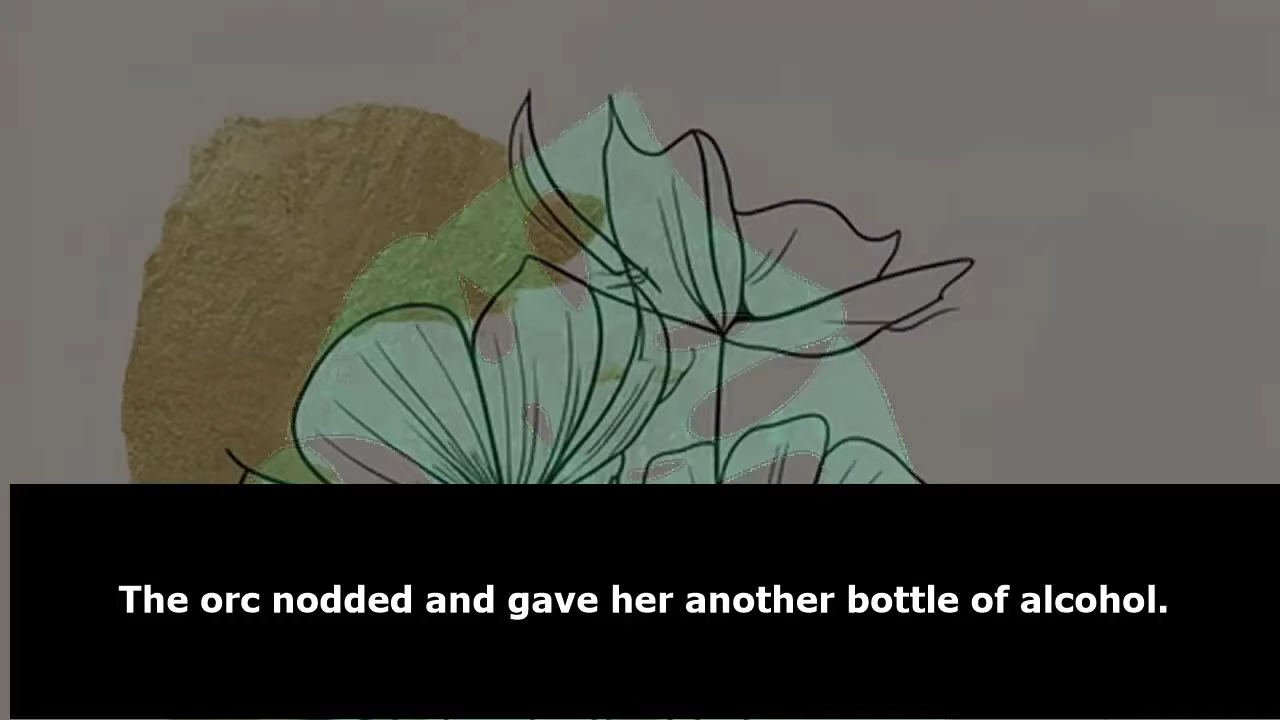 The orc nodded and gave her another bottle of alcohol.